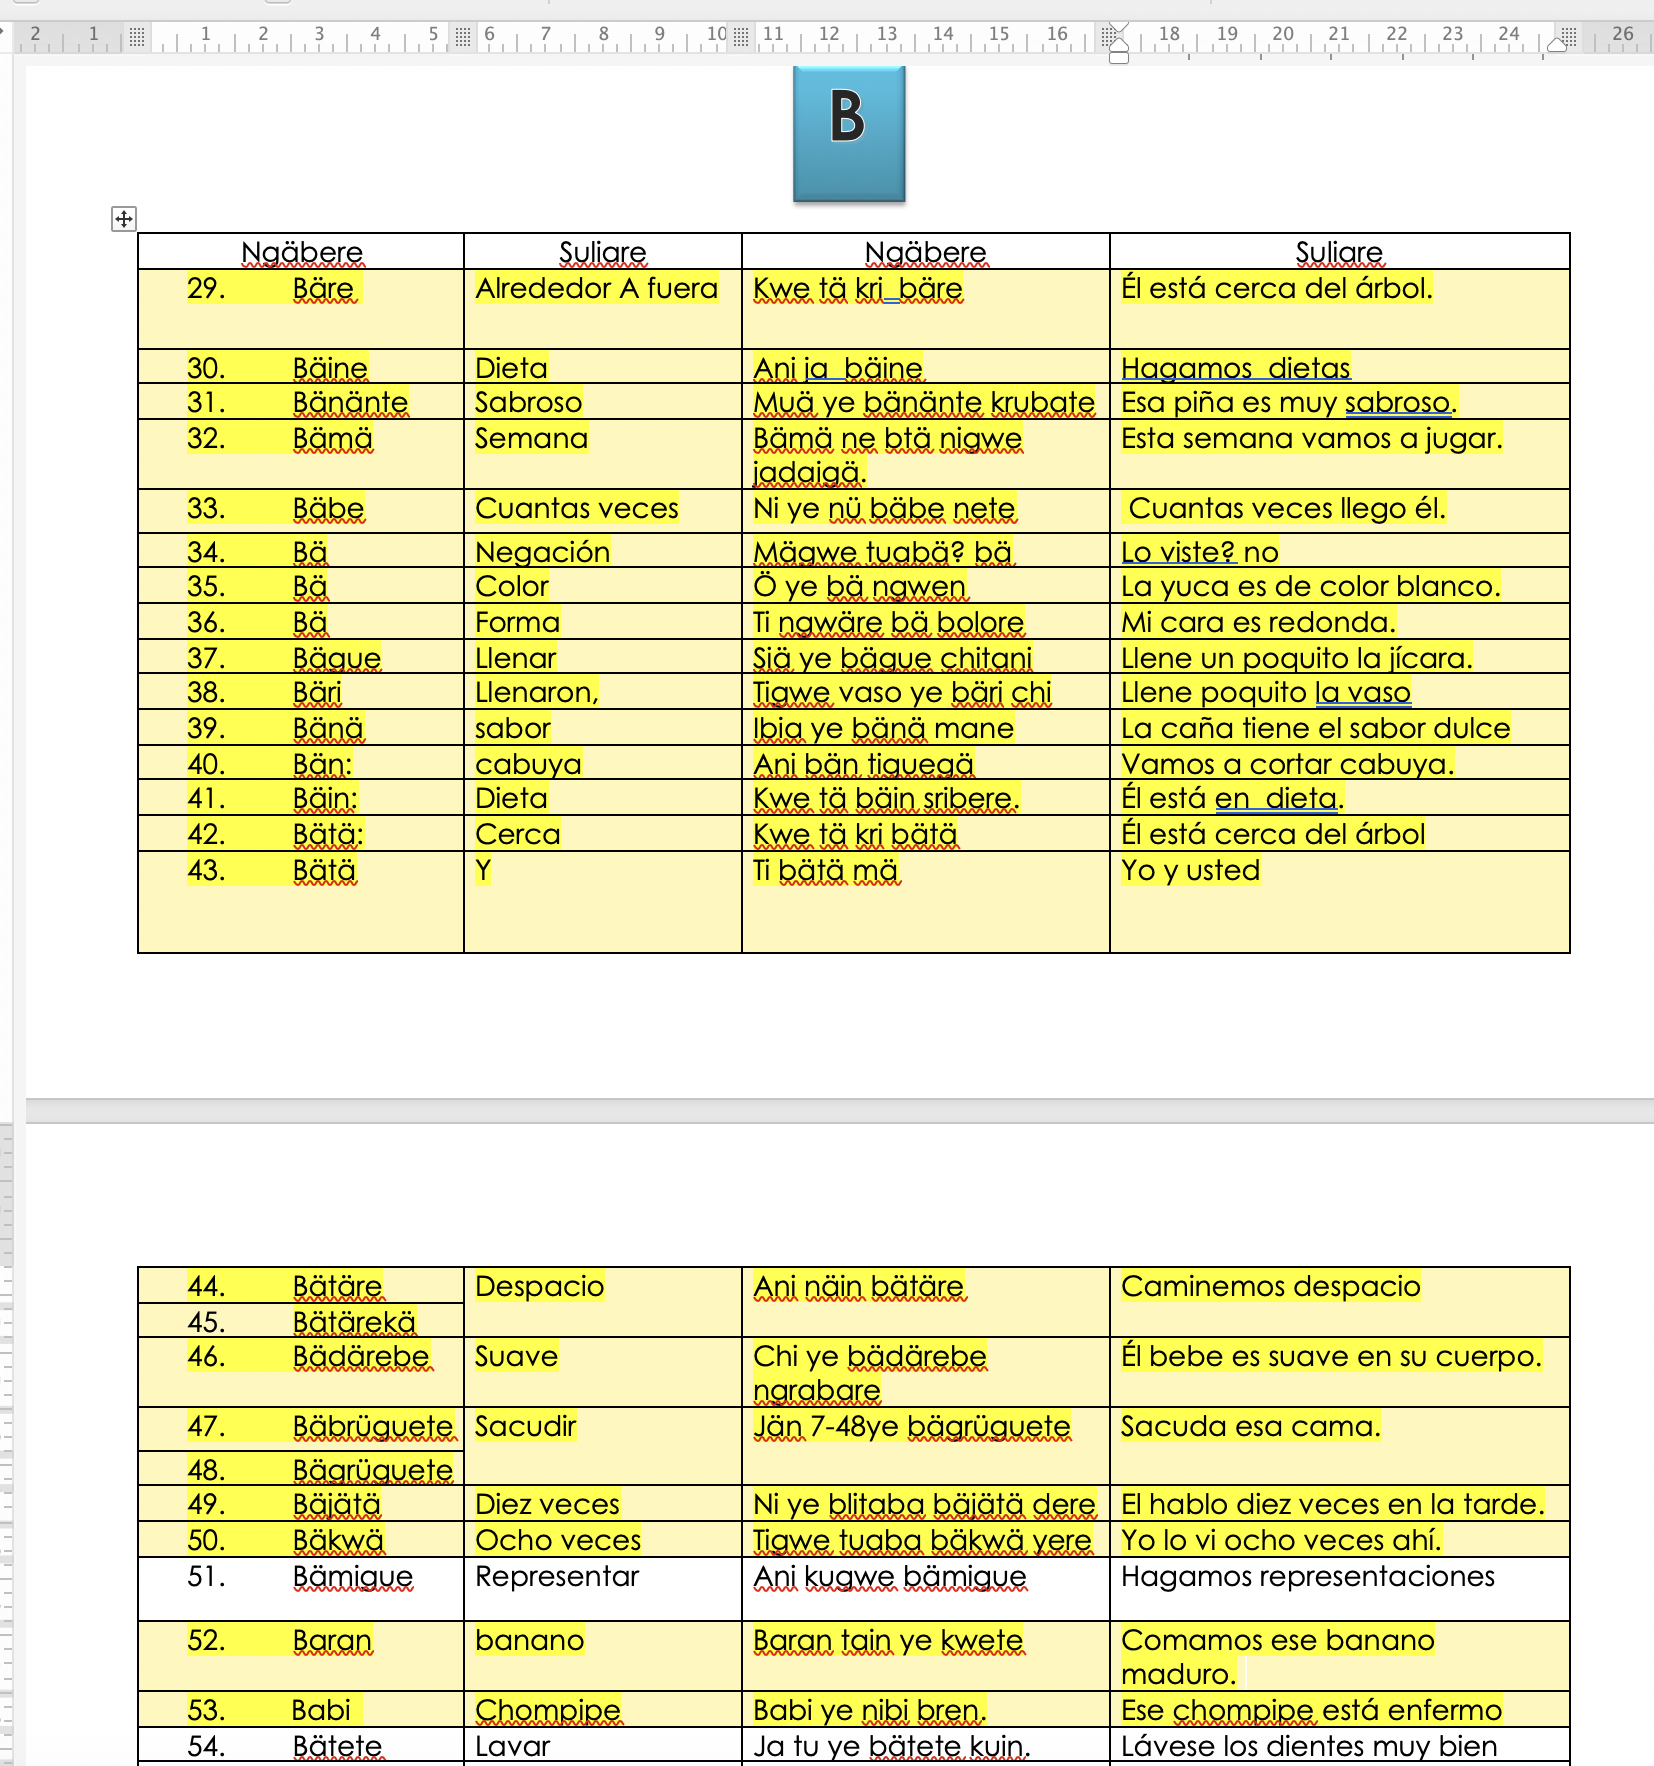 2 1 1 2 3 4 5 6 7 8 9 10 11 12 13 14 15 16 18 19 20 21 22 23 24 26
B
Ngäbere Suliare Ngäbere Suliare
29. Bäre Alrededor A fuera Kwe tä kri bäre Él está cerca del árbol.
30. Bäine Dieta Ani ja bäine Hagamos dietas
31. Bänänte Sabroso Muä ye bänänte krubate Esa piña es muy sabroso.
32. Bämä Semana Bämä ne btä nigwe Esta semana vamos a jugar.
jadaigä.
33. Bäbe Cuantas veces Ni ye nü bäbe nete Cuantas veces llego él.
34. Bä Negación Mägwe tuabä? bä Lo viste? no
35. Bä Color Ö ye bä ngwen La yuca es de color blanco.
36. Bä Forma Ti ngwäre bä bolore Mi cara es redonda.
37. Bägue Llenar Siä ye bägue chitani Llene un poquito la jícara.
38. Bäri Llenaron, Tigwe vaso ye bäri chi Llene poquito la vaso
39. Bänä sabor Ibia ye bänä mane La caña tiene el sabor dulce
40. Bän: cabuya Ani bän tiguegä Vamos a cortar cabuya.
41. Bäin: Dieta Kwe tä bäin sribere. Él está en dieta.
42. Bätä: Cerca Kwe tä kri bätä Él está cerca del árbol
43. Bätä Y Ti bätä mä Yo y usted
44. Bätäre Despacio Ani näin bätäre Caminemos despacio
45. Bätärekä
46. Bädärebe Suave Chi ye bädärebe Él bebe es suave en su cuerpo.
ngrabare
47. Bäbrüguete Sacudir Jän 7-48ye bägrüguete Sacuda esa cama.
48. Bägrüguete
49. Bäjätä Diez veces Ni ye blitaba bäjätä dere El hablo diez veces en la tarde.
50. Bäkwä Ocho veces Tigwe tuaba bäkwä yere Yo lo vi ocho veces ahí.
51. Bämigue Representar Ani kugwe bämigue Hagamos representaciones
52. Baran banano Baran tain ye kwete Comamos ese banano
maduro.
53. Babi Chompipe Babi ye nibi bren. Ese chompipe está enfermo
54. Bätete Lavar Ja tu ye bätete kuin. Lávese los dientes muy bien